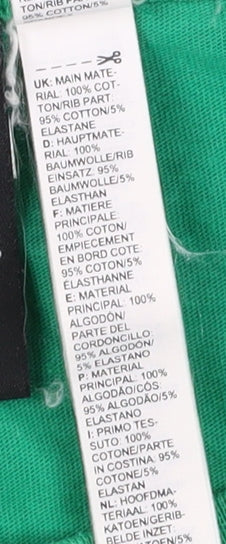 95% COTTON/5%
UK: MAIN MATE-
RIAL: 100% COT-
TON/RIB PART:
95% COTTON/5%
ELASTANE
D: HAUPTMATE-
RIAL: 100%
BAUMWOLLE/RIB
EINSATZ: 95%
BAUMWOLLE/5%
ELASTHAN
F: MATIERE
PRINCIPALE:
100% COTON/
EMPIECEMENT
EN BORD COTE:
95% COTON/5%
ELASTHANNE
E: MATERIAL
PRINCIPAL: 100%
ALGODÓN/
PARTE DEL
CORDONCILLO:
95% ALGODÓN/
5% ELASTANO
P: MATERIAL
PRINCIPAL: 100%
ALGODÃO/CÓS:
95% ALGODÃO/5%
ELASTANO
I: PRIMO TES-
SUTO: 100%
COTONE/PARTE
IN COSTINA: 95%
COTONE/5%
ELASTAN
NL: HOOFDMA-
TERIAAL: 100%
KATOEN/GERIB-
BELDE INZET: